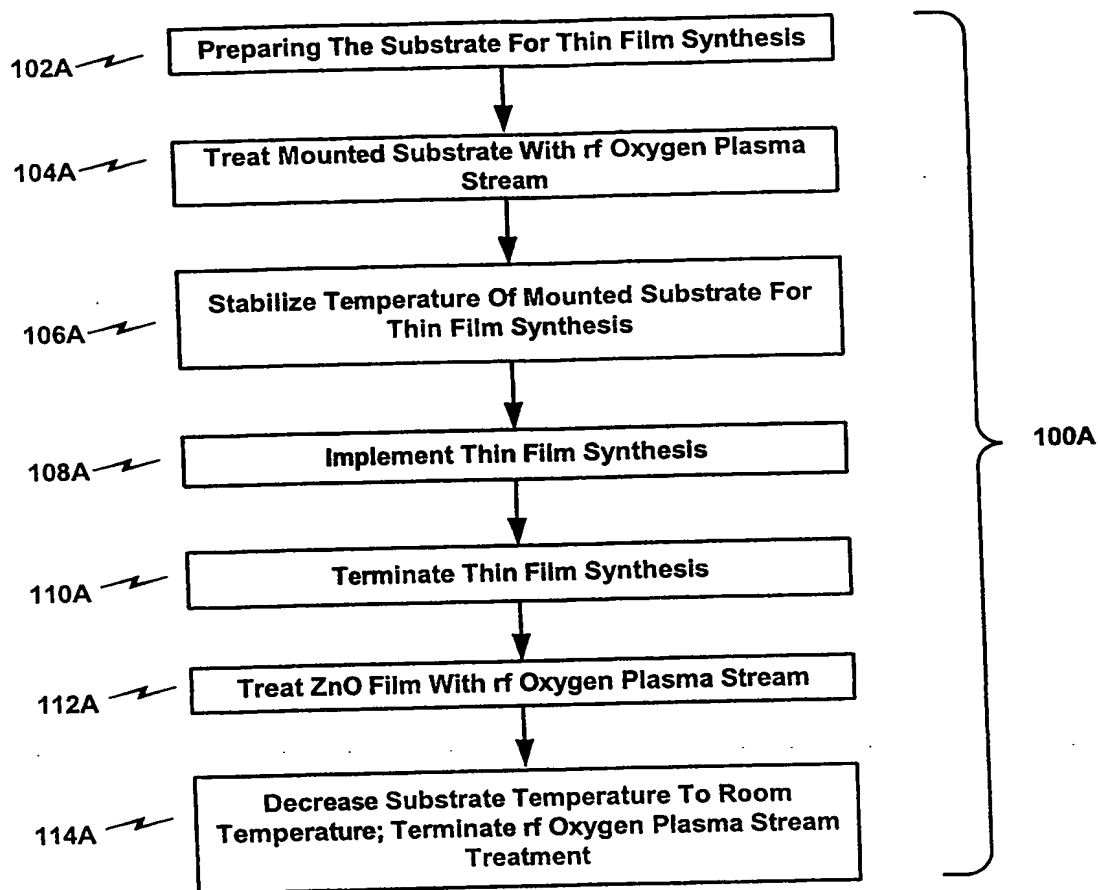 102A
Preparing The Substrate For Thin Film Synthesis
104A
Treat Mounted Substrate With rf Oxygen Plasma
Stream
106A
Stabilize Temperature Of Mounted Substrate For
Thin Film Synthesis
108A
Implement Thin Film Synthesis
100A
110A
Terminate Thin Film Synthesis
112A
Treat ZnO Film With rf Oxygen Plasma Stream
114A
Decrease Substrate Temperature To Room
Temperature; Terminate rf Oxygen Plasma Stream
Treatment